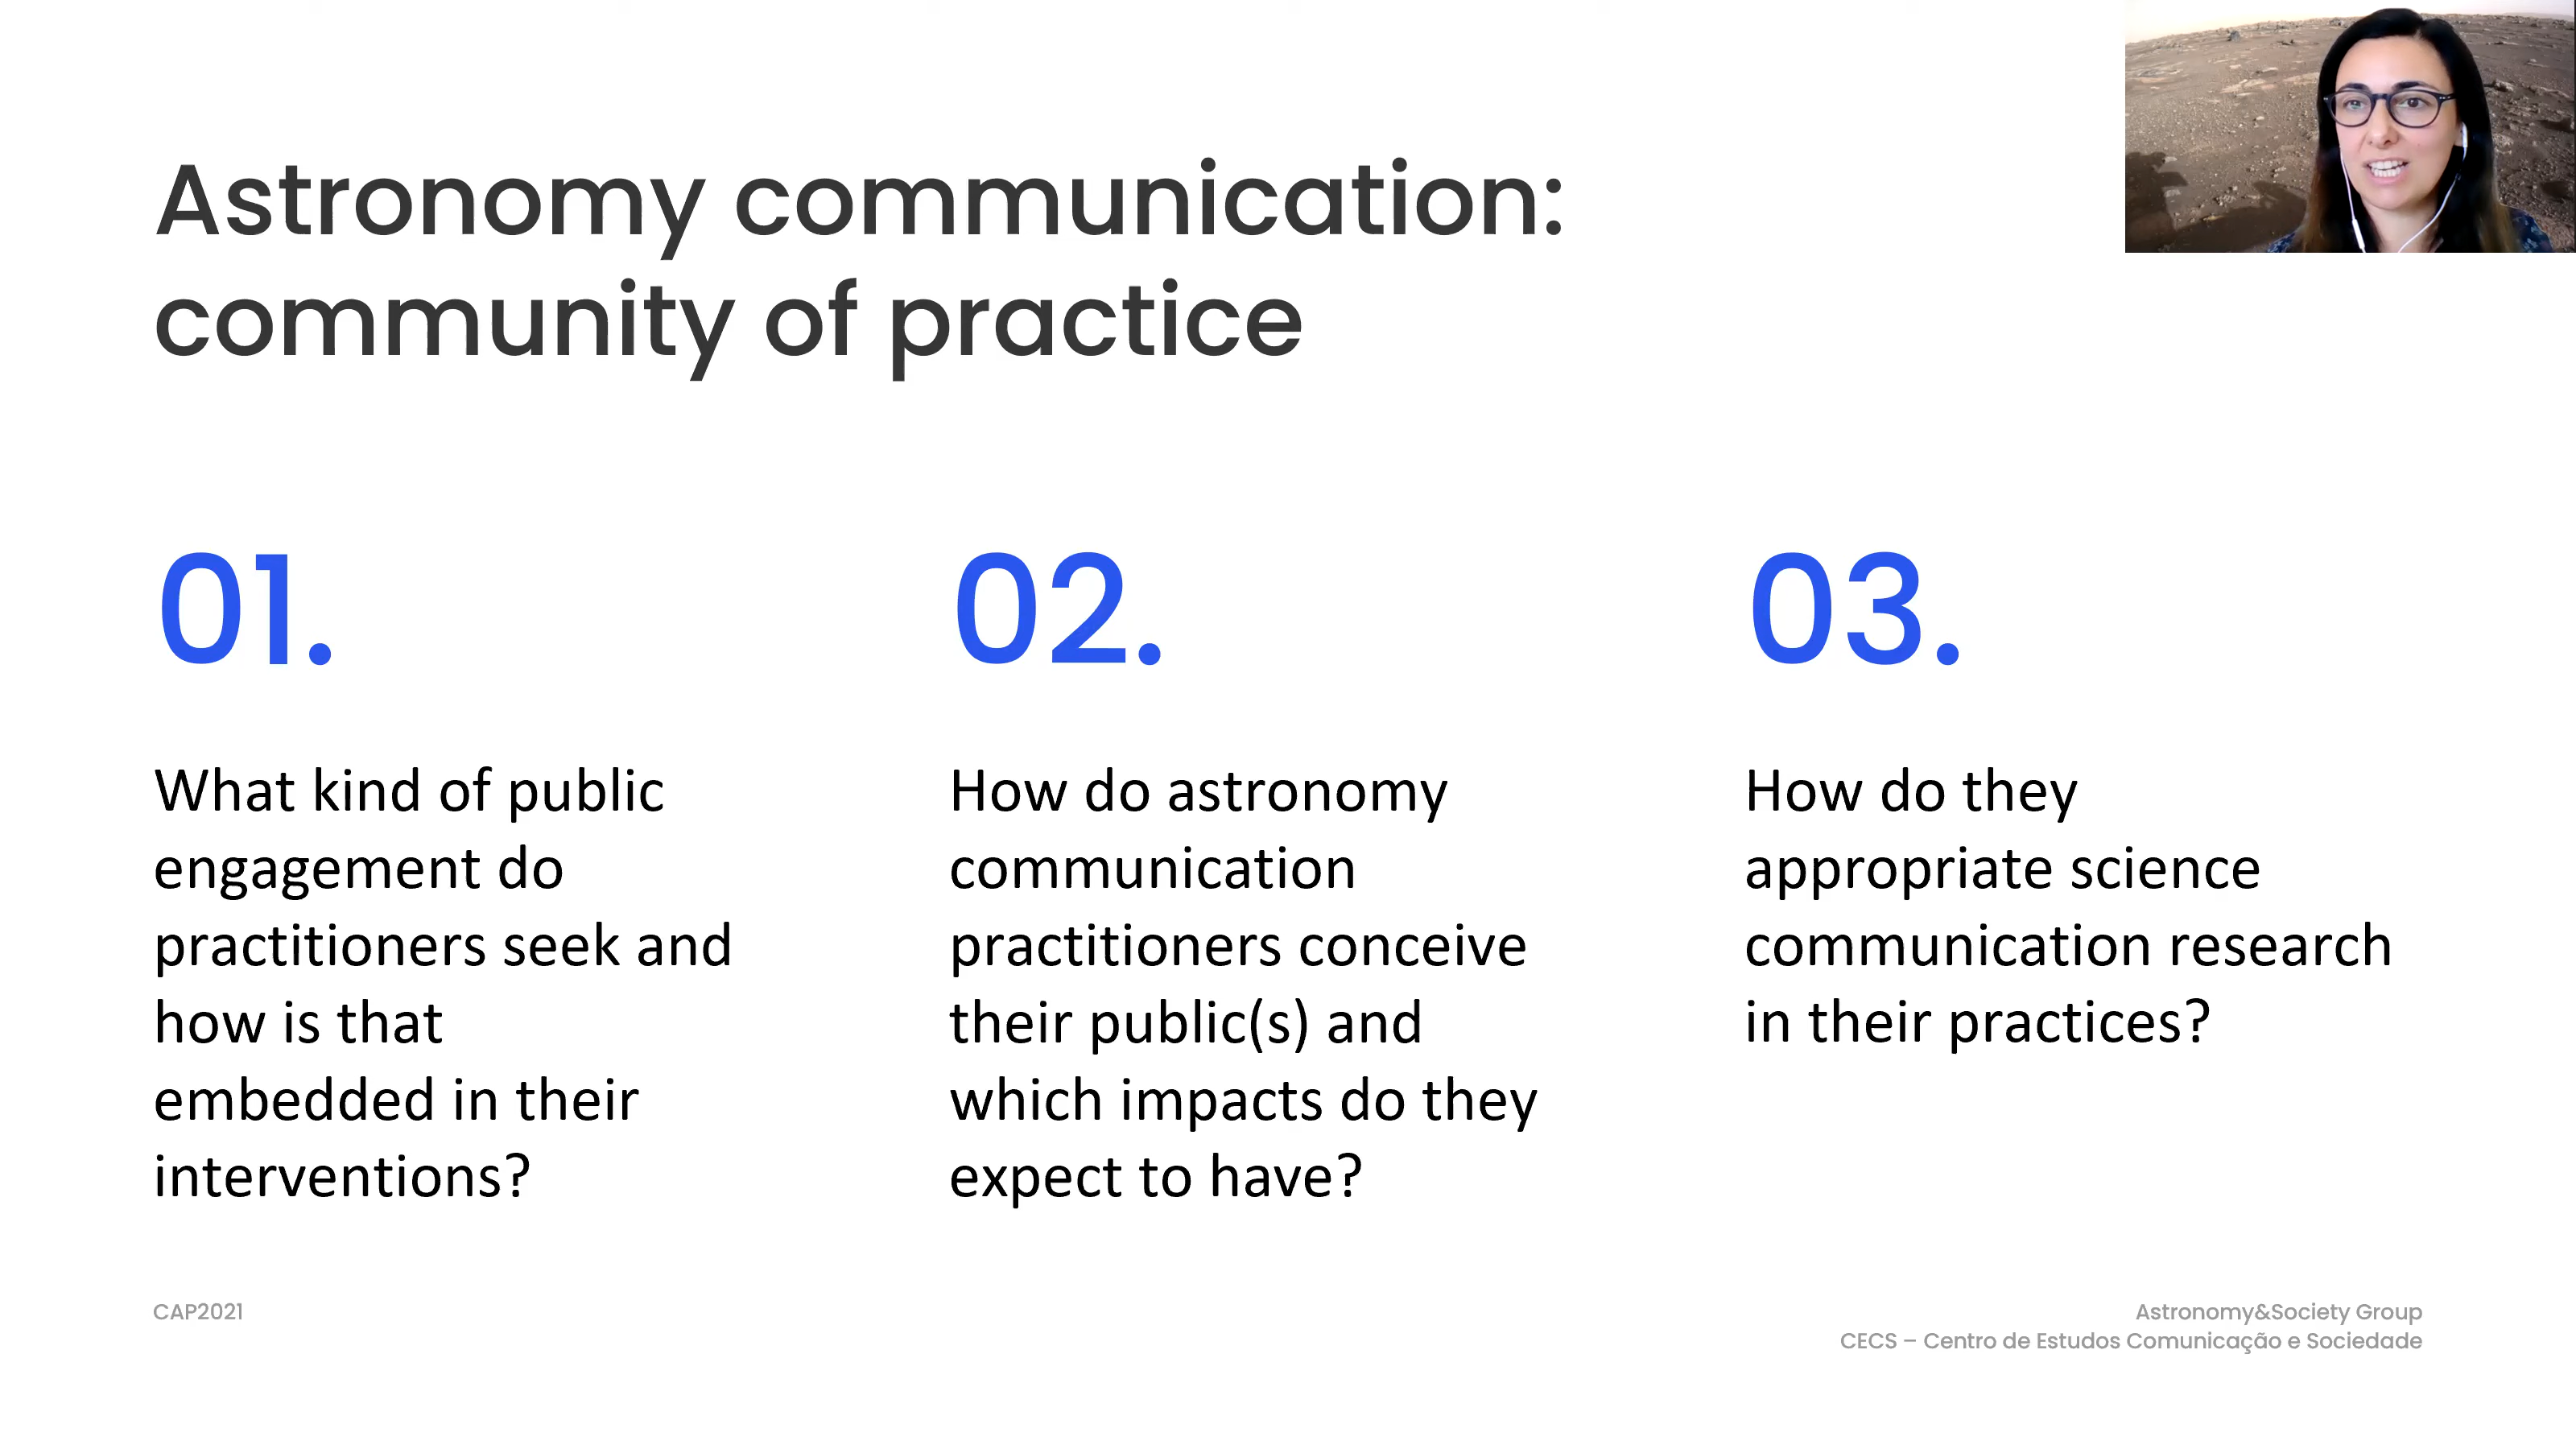 Astronomy communication:
community of practice
01.
What kind of public
engagement do
practitioners seek and
how is that
embedded in their
interventions?
02.
How do astronomy
communication
practitioners conceive
their public(s) and
which impacts do they
expect to have?
03.
How do they
appropriate science
communication research
in their practices?
CAP2021
Astronomy&Society Group
CECS – Centro de Estudos Comunicação e Sociedade